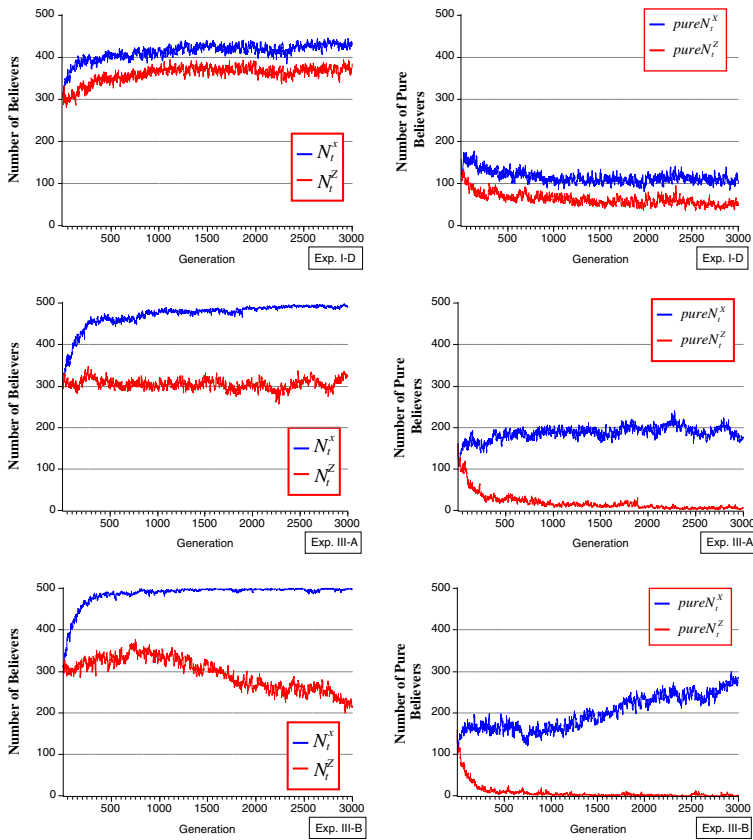 500
400
300
200
100
0
Number of Believers
N_t^x
N_t^Z
500 1000 1500 2000 2500 3000
Generation
Exp. I-D
500
400
300
200
100
0
Number of Pure
Believers
pureN_t^X
pureN_t^Z
500 1000 1500 2000 2500 3000
Generation
Exp. I-D
500
400
300
200
100
0
Number of Believers
N_t^x
N_t^Z
500 1000 1500 2000 2500 3000
Generation
Exp. III-A
500
400
300
200
100
0
Number of Pure
Believers
pureN_t^X
pureN_t^Z
500 1000 1500 2000 2500 3000
Generation
Exp. III-A
500
400
300
200
100
0
Number of Believers
N_t^x
N_t^Z
500 1000 1500 2000 2500 3000
Generation
Exp. III-B
500
400
300
200
100
0
Number of Pure
Believers
pureN_t^X
pureN_t^Z
500 1000 1500 2000 2500 3000
Generation
Exp. III-B